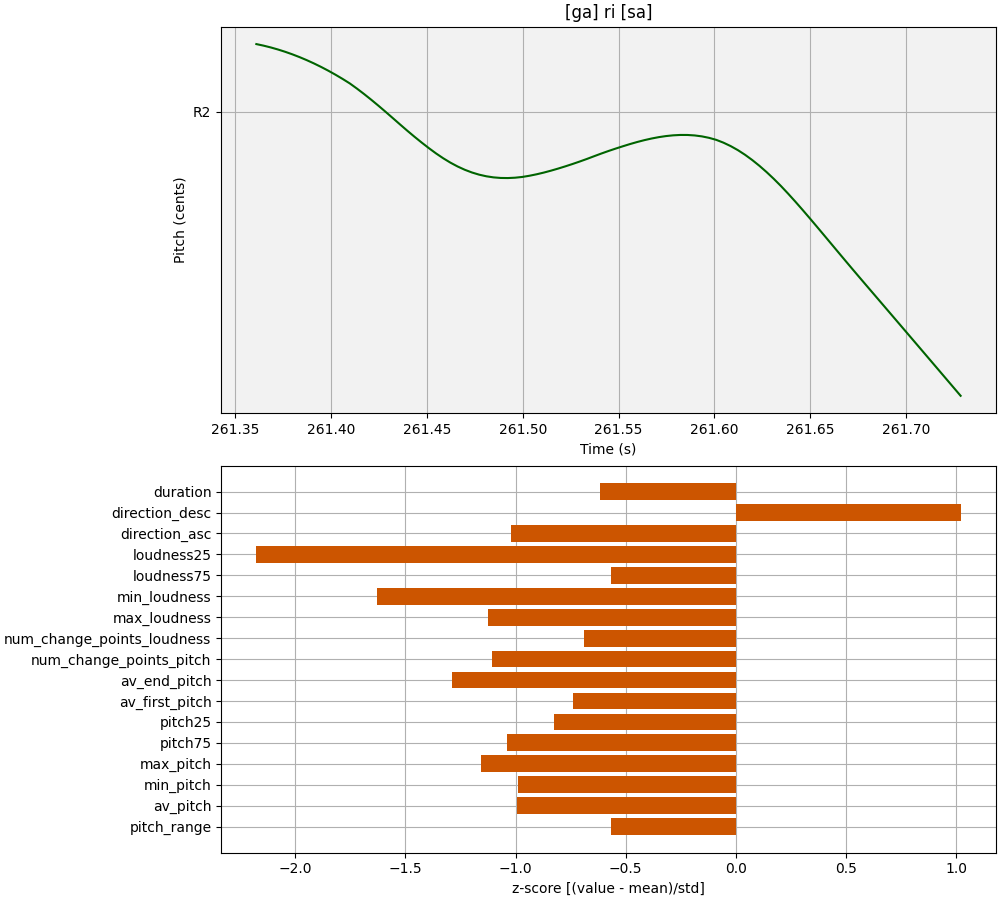 [ga] ri [sa]
R2
Pitch (cents)
261.35 261.40 261.45 261.50 261.55 261.60 261.65 261.70
Time (s)
duration
direction_desc
direction_asc
loudness25
loudness75
min_loudness
max_loudness
num_change_points_loudness
num_change_points_pitch
av_end_pitch
av_first_pitch
pitch25
pitch75
max_pitch
min_pitch
av_pitch
pitch_range
−2.0 −1.5 −1.0 −0.5 0.0 0.5 1.0
z-score [(value - mean)/std]